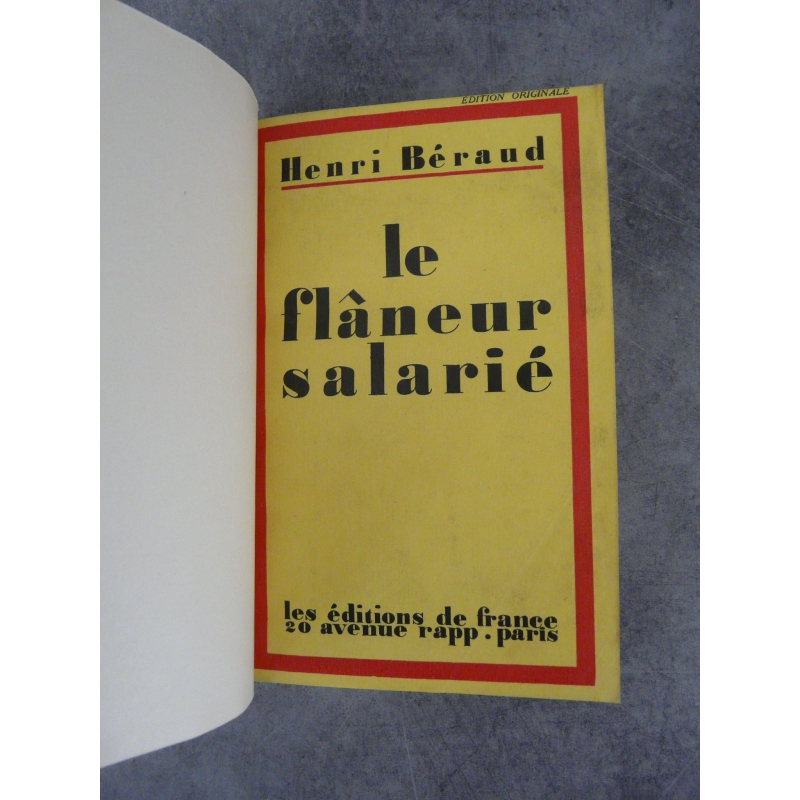 EDITION ORIGINALE
Henri Béraud
le
flâneur
salarié
les éditions de france
20 avenue rapp. paris